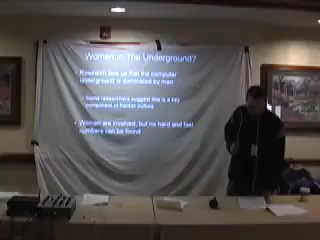 Women In The Underground?
Research tells us that the computer
underground is dominated by men
Some researchers suggest this is a key
component of hacker culture
Women are involved, but no hard and fast
numbers can be found